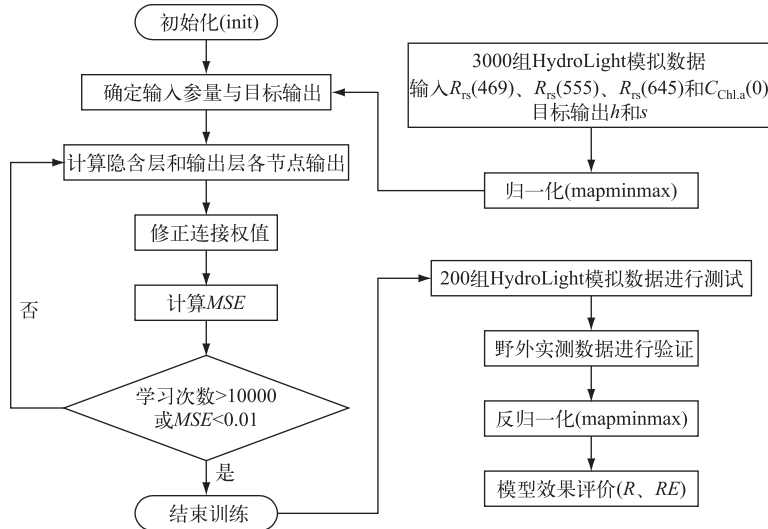 初始化(init)
确定输入参量与目标输出
计算隐含层和输出层各节点输出
修正连接权值
计算MSE
学习次数>10000
或MSE<0.01
否
是
结束训练
3000组HydroLight模拟数据
输入Rrs(469)、Rrs(555)、Rrs(645)和CChl.a(0)
目标输出h和s
归一化(mapminmax)
200组HydroLight模拟数据进行测试
野外实测数据进行验证
反归一化(mapminmax)
模型效果评价(R、RE)